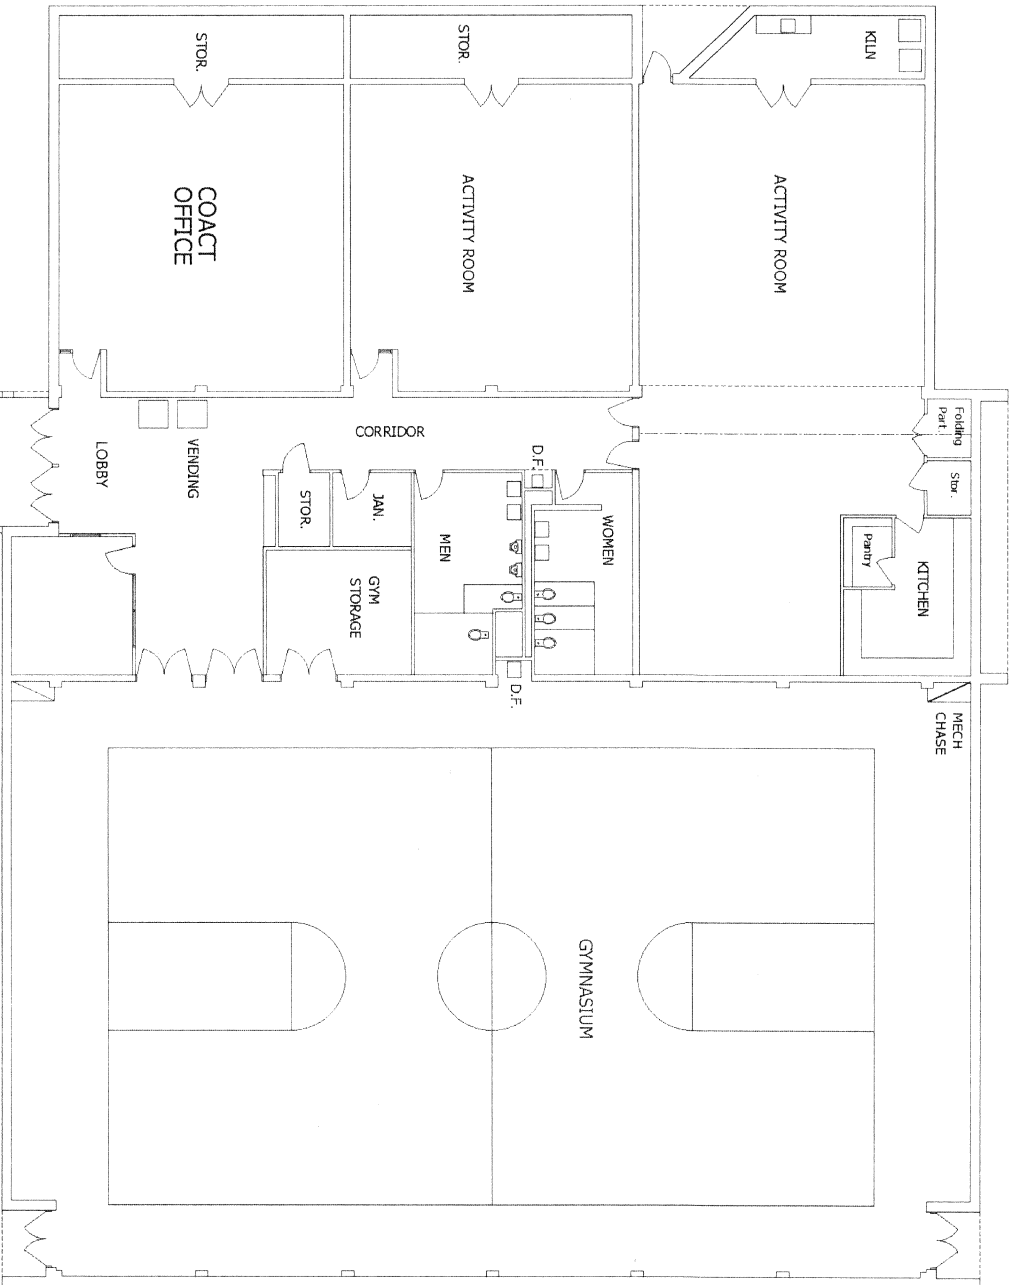 STOR.
STOR.
KILN
COACT
OFFICE
ACTIVITY ROOM
ACTIVITY ROOM
Folding
Part.
Stor.
CORRIDOR
D.F.
VENDING
LOBBY
STOR.
JAN.
MEN
WOMEN
Pantry
KITCHEN
GYM
STORAGE
D.F.
MECH
CHASE
GYMNASIUM